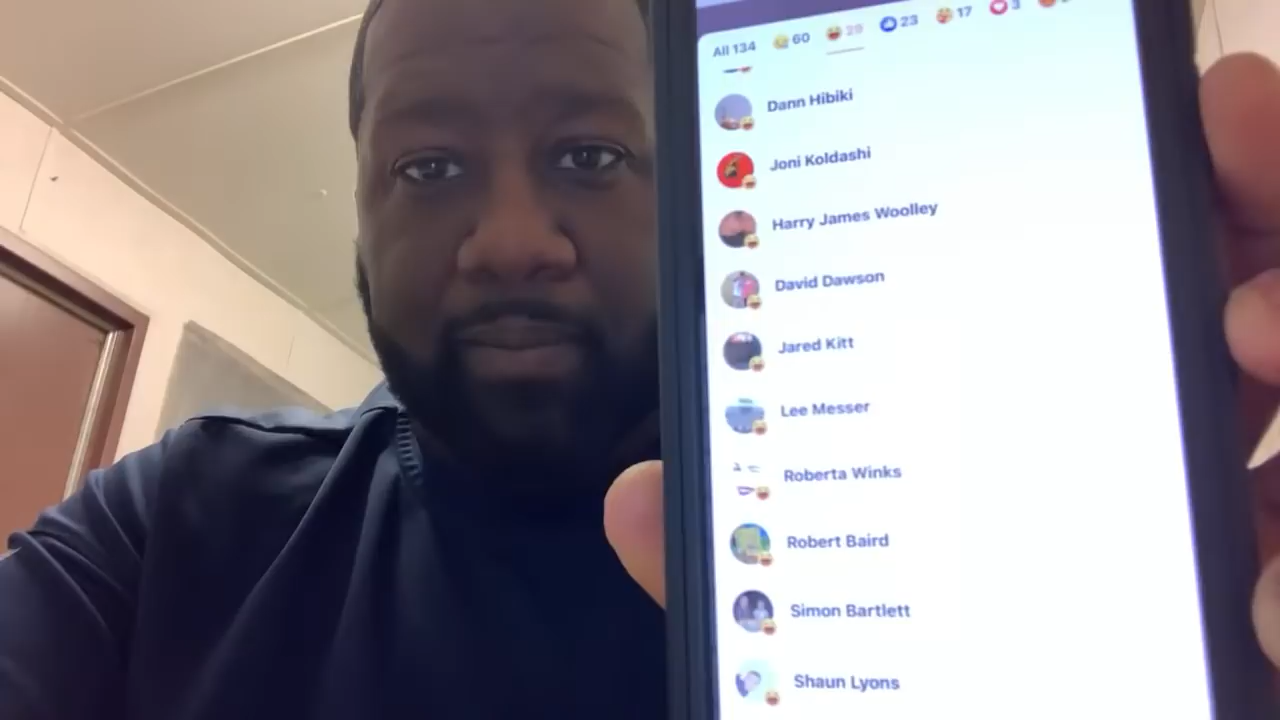 All 134 60 29 23 17 3
Dann Hibiki
Joni Koldashi
Harry James Woolley
David Dawson
Jared Kitt
Lee Messer
Roberta Winks
Robert Baird
Simon Bartlett
Shaun Lyons